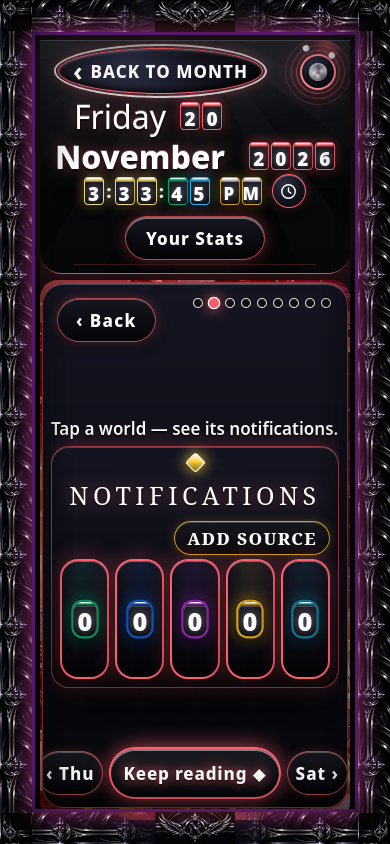 ‹ BACK TO MONTH
Friday 20
November 2026
3:33:45 PM
Your Stats
‹ Back
Tap a world — see its notifications.
NOTIFICATIONS
ADD SOURCE
0 0 0 0 0
‹ Thu Keep reading ◆ Sat ›